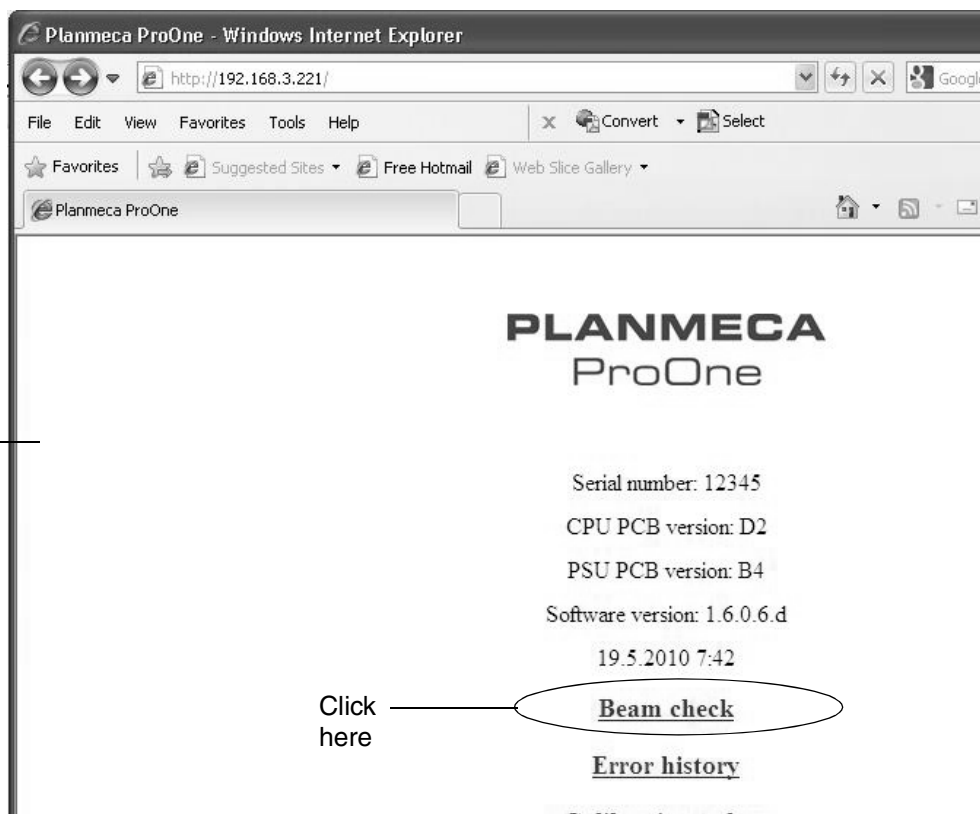 Planmeca ProOne - Windows Internet Explorer
http://192.168.3.221/
Googl
File Edit View Favorites Tools Help
x Convert Select
Favorites Suggested Sites Free Hotmail Web Slice Gallery
Planmeca ProOne
PLANMECA
ProOne
Serial number: 12345
CPU PCB version: D2
PSU PCB version: B4
Software version: 1.6.0.6.d
19.5.2010 7:42
Click
here
Beam check
Error history